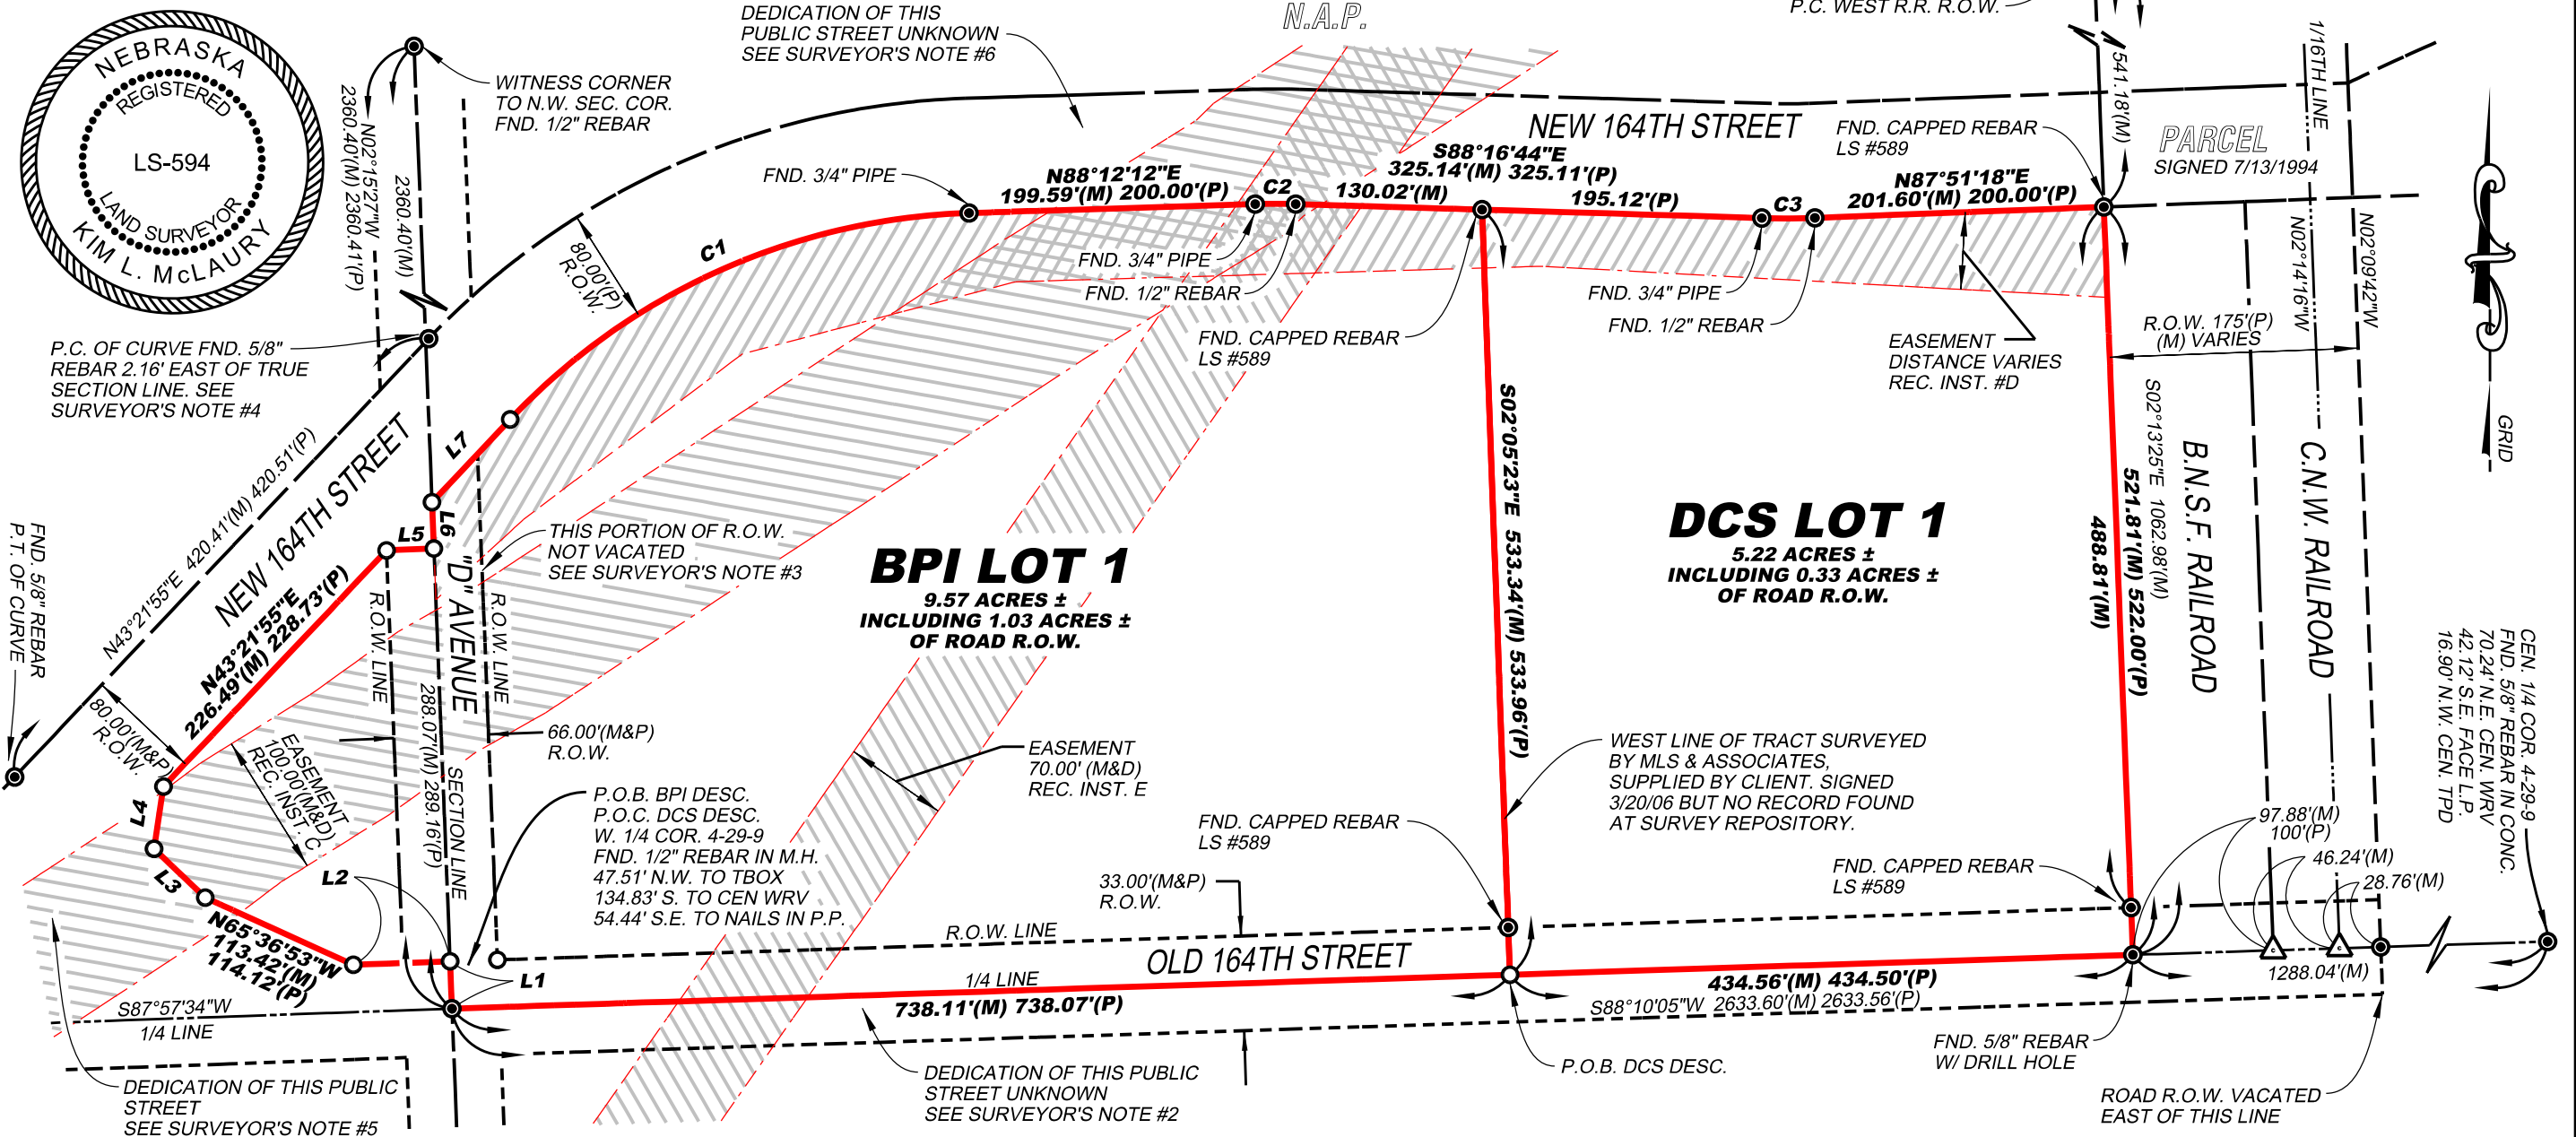 NEBRASKA
REGISTERED
LS-594
LAND SURVEYOR
KIM L. McLAURY
DEDICATION OF THIS
PUBLIC STREET UNKNOWN
SEE SURVEYOR'S NOTE #6
N.A.P.
P.C. WEST R.R. R.O.W.
WITNESS CORNER
TO N.W. SEC. COR.
FND. 1/2" REBAR
N02°15'27"W
2360.40'(M) 2360.41'(P)
2360.40'(M)
P.C. OF CURVE FND. 5/8"
REBAR 2.16' EAST OF TRUE
SECTION LINE. SEE
SURVEYOR'S NOTE #4
FND. 3/4" PIPE
80.00'(P)
R.O.W.
C1
N88°12'12"E
199.59'(M) 200.00'(P)
C2
NEW 164TH STREET
S88°16'44"E
325.14'(M) 325.11'(P)
130.02'(M)
195.12'(P)
C3
FND. CAPPED REBAR
LS #589
N87°51'18"E
201.60'(M) 200.00'(P)
541.18'(M)
PARCEL
SIGNED 7/13/1994
1/16TH LINE
N02°14'16"W
N02°09'42"W
FND. 3/4" PIPE
FND. 1/2" REBAR
FND. CAPPED REBAR
LS #589
FND. 3/4" PIPE
FND. 1/2" REBAR
EASEMENT
DISTANCE VARIES
REC. INST. #D
R.O.W. 175'(P)
(M) VARIES
GRID
N43°21'55"E 420.41'(M) 420.51'(P)
NEW 164TH STREET
FND. 5/8" REBAR
P.T. OF CURVE
L7
L6
L5
THIS PORTION OF R.O.W.
NOT VACATED
SEE SURVEYOR'S NOTE #3
N43°21'55"E
226.49'(M) 228.73'(P)
80.00'(M&P)
R.O.W.
R.O.W. LINE
"D" AVENUE
R.O.W. LINE
288.07'(M) 289.16'(P)
SECTION LINE
66.00'(M&P)
R.O.W.
EASEMENT
100.00'(M&D)
REC. INST. C
L4
L3
L2
L1
N65°36'53"W
113.42'(M)
114.12'(P)
BPI LOT 1
9.57 ACRES ±
INCLUDING 1.03 ACRES ±
OF ROAD R.O.W.
S02°05'23"E 533.34'(M) 533.96'(P)
DCS LOT 1
5.22 ACRES ±
INCLUDING 0.33 ACRES ±
OF ROAD R.O.W.
S02°13'25"E 1062.98'(M)
521.81'(M) 522.00'(P)
488.81'(M)
B.N.S.F. RAILROAD
C.N.W. RAILROAD
CEN. 1/4 COR. 4-29-9
FND. 5/8" REBAR IN CONC.
70.24' N.E. CEN. WRV
42.12' S.E. FACE L.P.
16.90' N.W. CEN. TPD
P.O.B. BPI DESC.
P.O.C. DCS DESC.
W. 1/4 COR. 4-29-9
FND. 1/2" REBAR IN M.H.
47.51' N.W. TO TBOX
134.83' S. TO CEN WRV
54.44' S.E. TO NAILS IN P.P.
EASEMENT
70.00' (M&D)
REC. INST. E
WEST LINE OF TRACT SURVEYED
BY MLS & ASSOCIATES,
SUPPLIED BY CLIENT. SIGNED
3/20/06 BUT NO RECORD FOUND
AT SURVEY REPOSITORY.
FND. CAPPED REBAR
LS #589
33.00'(M&P)
R.O.W.
FND. CAPPED REBAR
LS #589
97.88'(M)
100'(P)
46.24'(M)
28.76'(M)
R.O.W. LINE
OLD 164TH STREET
1/4 LINE
738.11'(M) 738.07'(P)
434.56'(M) 434.50'(P)
S88°10'05"W 2633.60'(M) 2633.56'(P)
1288.04'(M)
S87°57'34"W
1/4 LINE
FND. 5/8" REBAR
W/ DRILL HOLE
P.O.B. DCS DESC.
DEDICATION OF THIS PUBLIC
STREET
SEE SURVEYOR'S NOTE #5
DEDICATION OF THIS PUBLIC
STREET UNKNOWN
SEE SURVEYOR'S NOTE #2
ROAD R.O.W. VACATED
EAST OF THIS LINE